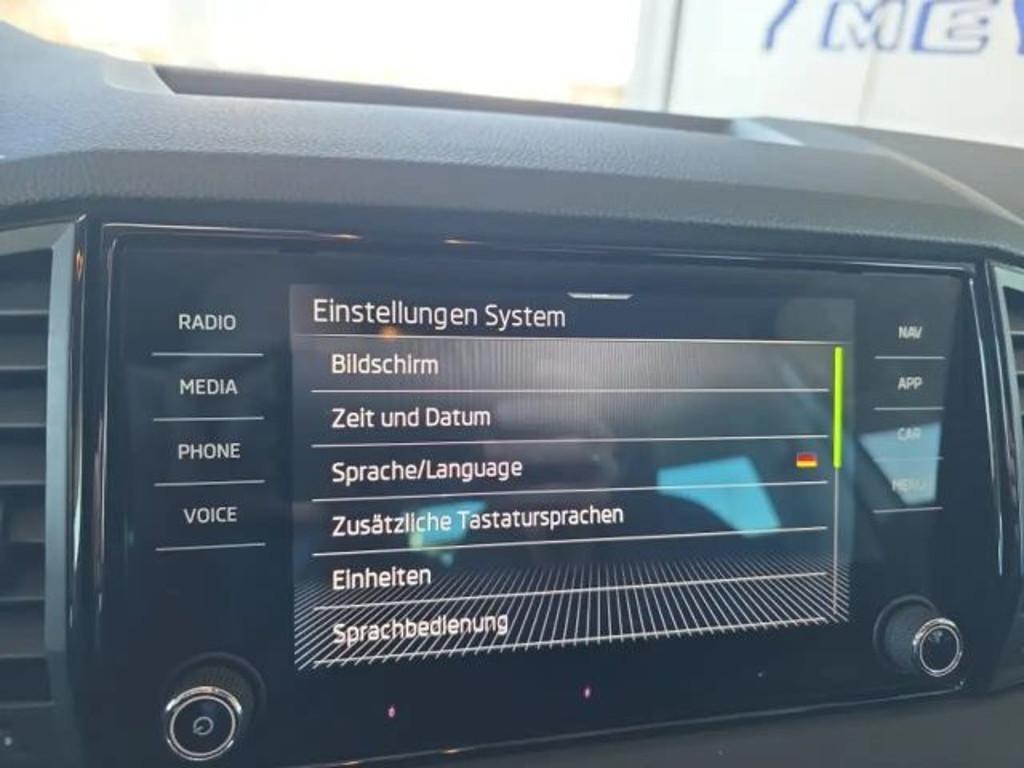 MEY
Einstellungen System
RADIO
MEDIA
PHONE
VOICE
Bildschirm
Zeit und Datum
Sprache/Language
Zusätzliche Tastatursprachen
Einheiten
Sprachbedienung
NAV
APP
CAR
MENU